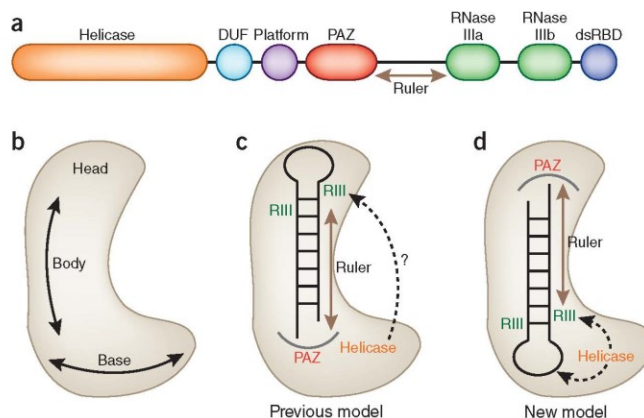 a
Helicase
DUF
Platform
PAZ
RNase
IIIa
RNase
IIIb
dsRBD
Ruler
b
Head
Body
Base
c
RIII
RIII
Ruler
?
PAZ
Helicase
Previous model
d
PAZ
Ruler
RIII
RIII
Helicase
New model